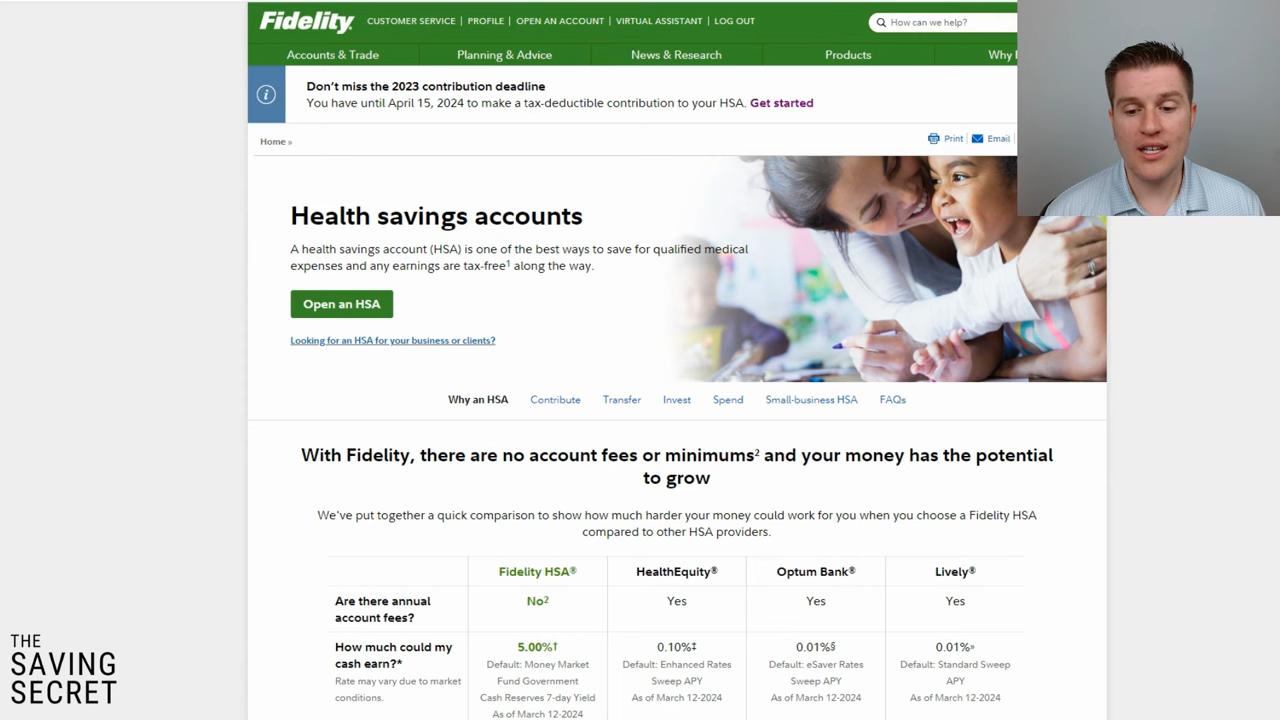 Fidelity
CUSTOMER SERVICE | PROFILE | OPEN AN ACCOUNT | VIRTUAL ASSISTANT | LOG OUT
How can we help?
Accounts & Trade
Planning & Advice
News & Research
Products
Why
Don't miss the 2023 contribution deadline
You have until April 15, 2024 to make a tax-deductible contribution to your HSA. Get started
Home »
Print
Email
Health savings accounts
A health savings account (HSA) is one of the best ways to save for qualified medical
expenses and any earnings are tax-free1 along the way.
Open an HSA
Looking for an HSA for your business or clients?
Why an HSA
Contribute
Transfer
Invest
Spend
Small-business HSA
FAQs
With Fidelity, there are no account fees or minimums2 and your money has the potential
to grow
We've put together a quick comparison to show how much harder your money could work for you when you choose a Fidelity HSA
compared to other HSA providers.
Fidelity HSA®
HealthEquity®
Optum Bank®
Lively®
Are there annual
account fees?
No2
Yes
Yes
Yes
How much could my
cash earn?*
Rate may vary due to market
conditions.
5.00%†
Default: Money Market
Fund Government
Cash Reserves 7-day Yield
As of March 12-2024
0.10%‡
Default: Enhanced Rates
Sweep APY
As of March 12-2024
0.01%§
Default: eSaver Rates
Sweep APY
As of March 12-2024
0.01%»
Default: Standard Sweep
APY
As of March 12-2024
THE
SAVING
SECRET